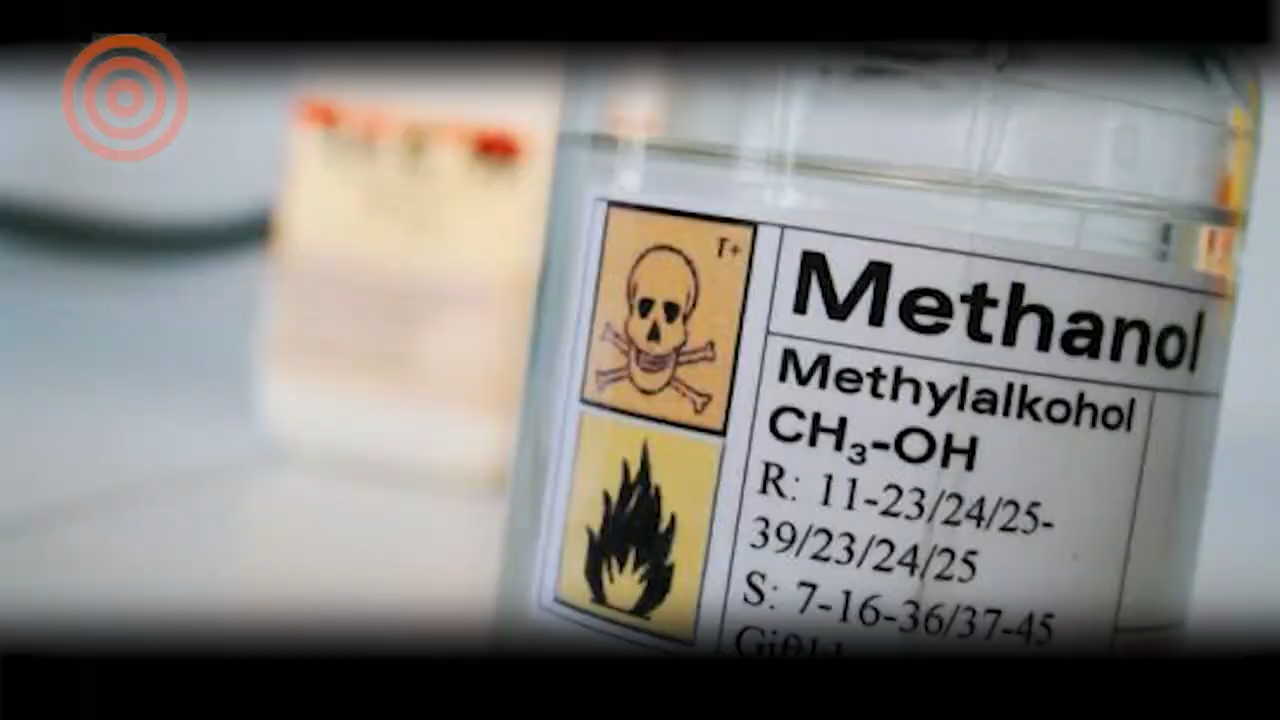 T+
Methanol
Methylalkohol
CH₃-OH
R: 11-23/24/25-
39/23/24/25
S: 7-16-36/37-45